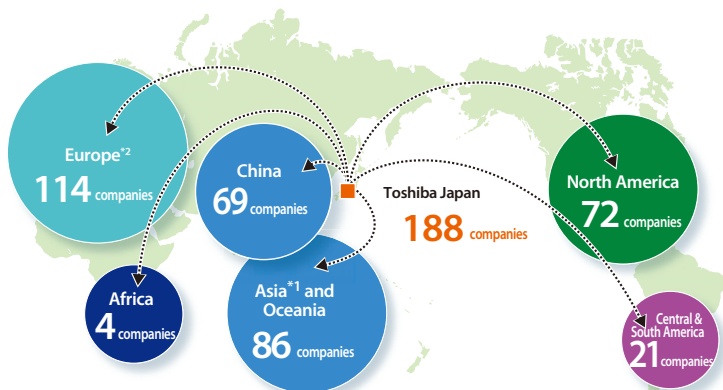 Europe*2
114 companies
China
69 companies
Toshiba Japan
188 companies
North America
72 companies
Africa
4 companies
Asia*1 and
Oceania
86 companies
Central &
South America
21 companies